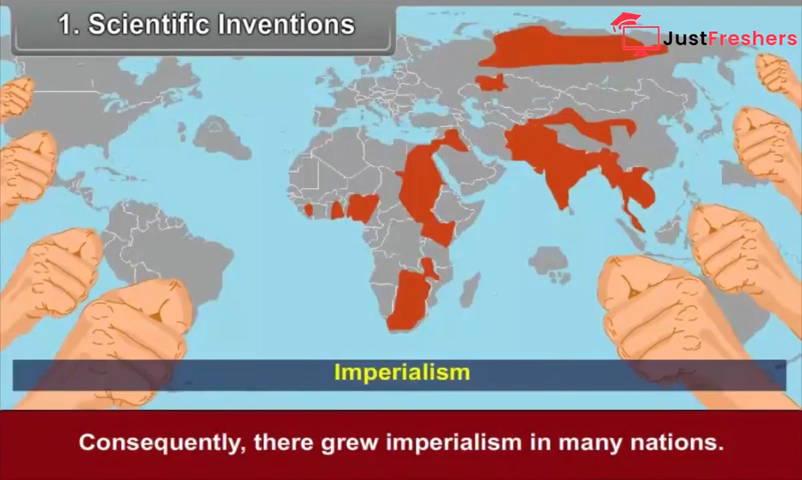 1. Scientific Inventions
JustFreshers
Imperialism
Consequently, there grew imperialism in many nations.